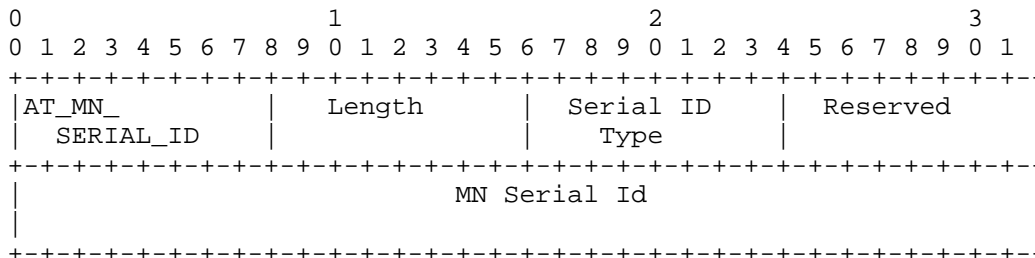 0                   1                   2                   3
0 1 2 3 4 5 6 7 8 9 0 1 2 3 4 5 6 7 8 9 0 1 2 3 4 5 6 7 8 9 0 1
+-+-+-+-+-+-+-+-+-+-+-+-+-+-+-+-+-+-+-+-+-+-+-+-+-+-+-+-+-+-+-+-
|AT_MN_         |   Length      |  Serial ID    |  Reserved
|  SERIAL_ID    |               |    Type       |
+-+-+-+-+-+-+-+-+-+-+-+-+-+-+-+-+-+-+-+-+-+-+-+-+-+-+-+-+-+-+-+-
|                           MN Serial Id
|
+-+-+-+-+-+-+-+-+-+-+-+-+-+-+-+-+-+-+-+-+-+-+-+-+-+-+-+-+-+-+-+-